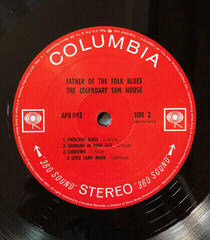 COLUMBIA
FATHER OF THE FOLK BLUES
THE LEGENDARY SON HOUSE
APB 092
SIDE 2
1. PREACHIN' BLUES
2. GRINNING IN YOUR FACE
3. SUNDOWN
4. LEVEE CAMP MOAN
"360 SOUND" STEREO "360 SOUND"